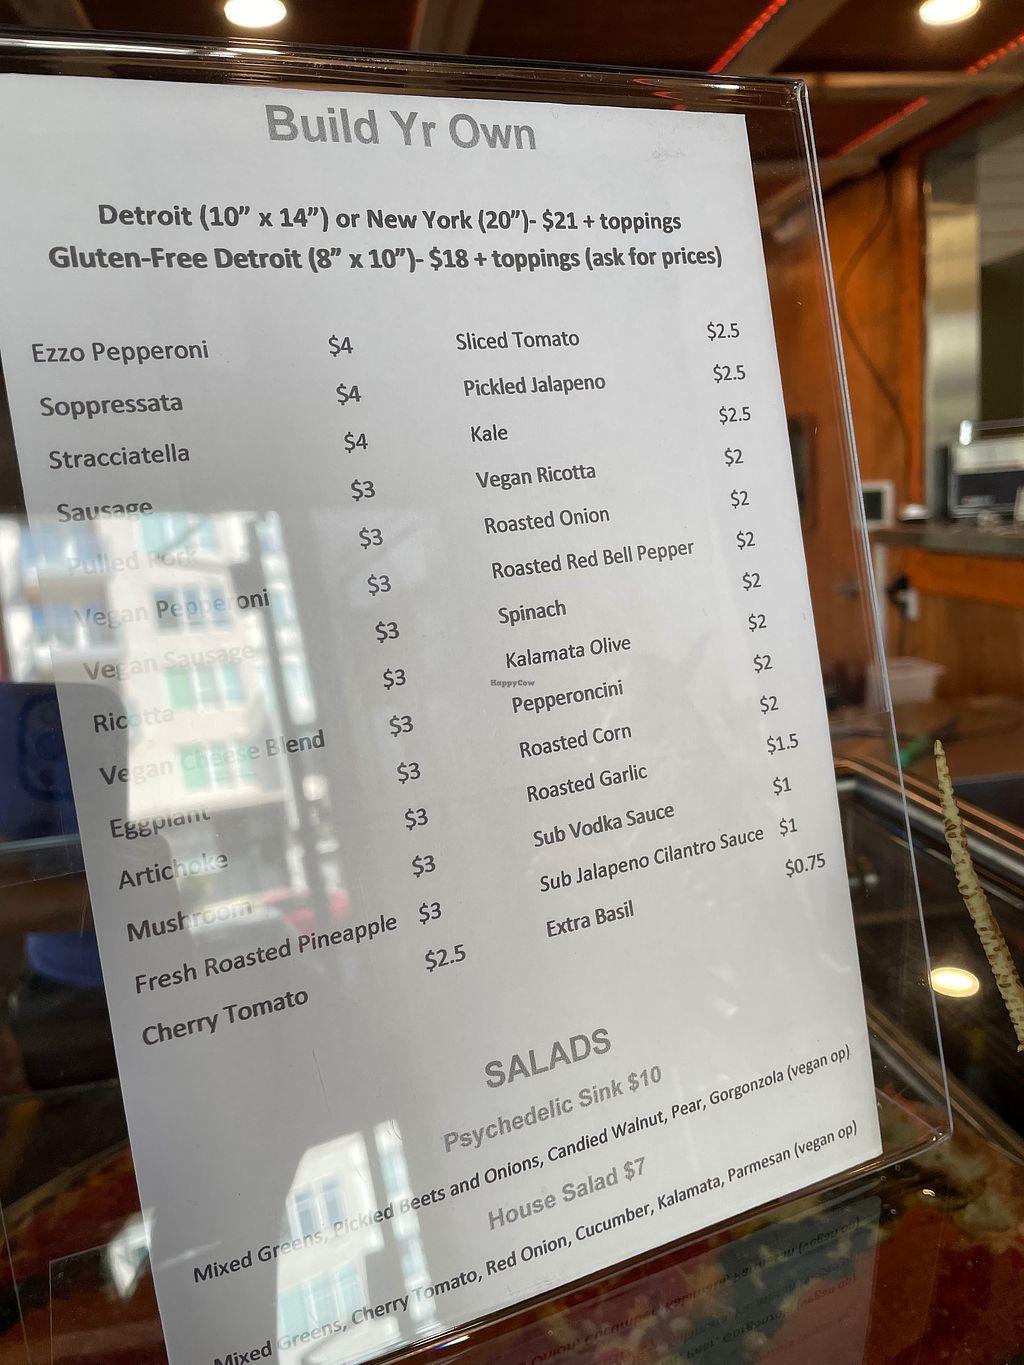 Build Yr Own
Detroit (10” x 14”) or New York (20”)- $21 + toppings
Gluten-Free Detroit (8” x 10”)- $18 + toppings (ask for prices)
Ezzo Pepperoni $4
Soppressata $4
Stracciatella $4
Sausage $3
Pulled Pork $3
Vegan Pepperoni $3
Vegan Sausage $3
Ricotta $3
Vegan Cheese Blend $3
Eggplant $3
Artichoke $3
Mushroom $3
Fresh Roasted Pineapple $3
Cherry Tomato $2.5
Sliced Tomato $2.5
Pickled Jalapeno $2.5
Kale $2.5
Vegan Ricotta $2
Roasted Onion $2
Roasted Red Bell Pepper $2
Spinach $2
Kalamata Olive $2
Pepperoncini $2
Roasted Corn $2
Roasted Garlic $1.5
Sub Vodka Sauce $1
Sub Jalapeno Cilantro Sauce $1
Extra Basil $0.75
HappyCow
SALADS
Psychedelic Sink $10
Mixed Greens, Pickled Beets and Onions, Candied Walnut, Pear, Gorgonzola (vegan op)
House Salad $7
Mixed Greens, Cherry Tomato, Red Onion, Cucumber, Kalamata, Parmesan (vegan op)